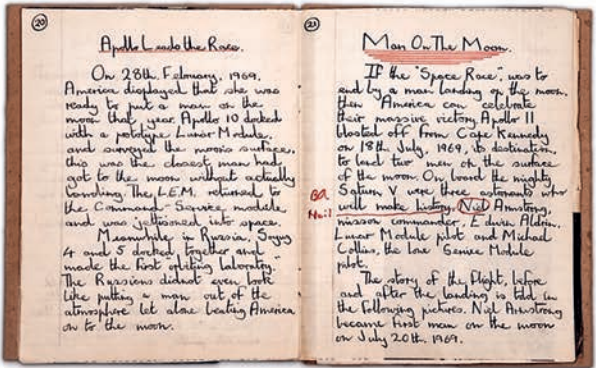 20
Apollo Leads the Race.
On 28th. February, 1969,
America displayed that she was
ready to put a man on the
moon that year. Apollo 10 docked
with a pototype Lunar Module,
and surveyed the moons surface,
this was the closest man had
got to the moon without actually
landing. The L.E.M. returned to
the Command-Service module
and was jettisoned into space.
Meanwhile in Russia, Soyuy
4 and 5 docked together and
made the first orbiting laboratry.
The Russians didnot even look
like putting a man out of the
atmosphere let alone beating America
on to the moon.
21
Man On The Moon.
If the "Space Race", was to
end by a man landing on the moon,
then America can celebrate
their massive victory. Apollo 11
blasted off from Cape Kennedy
on 18th July, 1969, its destination,
to land two men on the surface
of the moon. On board the mighty
Saturn V were three astronants who
will make history. Niel Armstrong,
Neil
mission commander, Edwin Aldrin,
Lunar Module pilot and Michael
Collins, the lone Service Module
pilot.
The story of the flight, before
and after the landing is told in
the following pictures. Niel Armstrong
became first man on the moon
on July 20th. 1969.